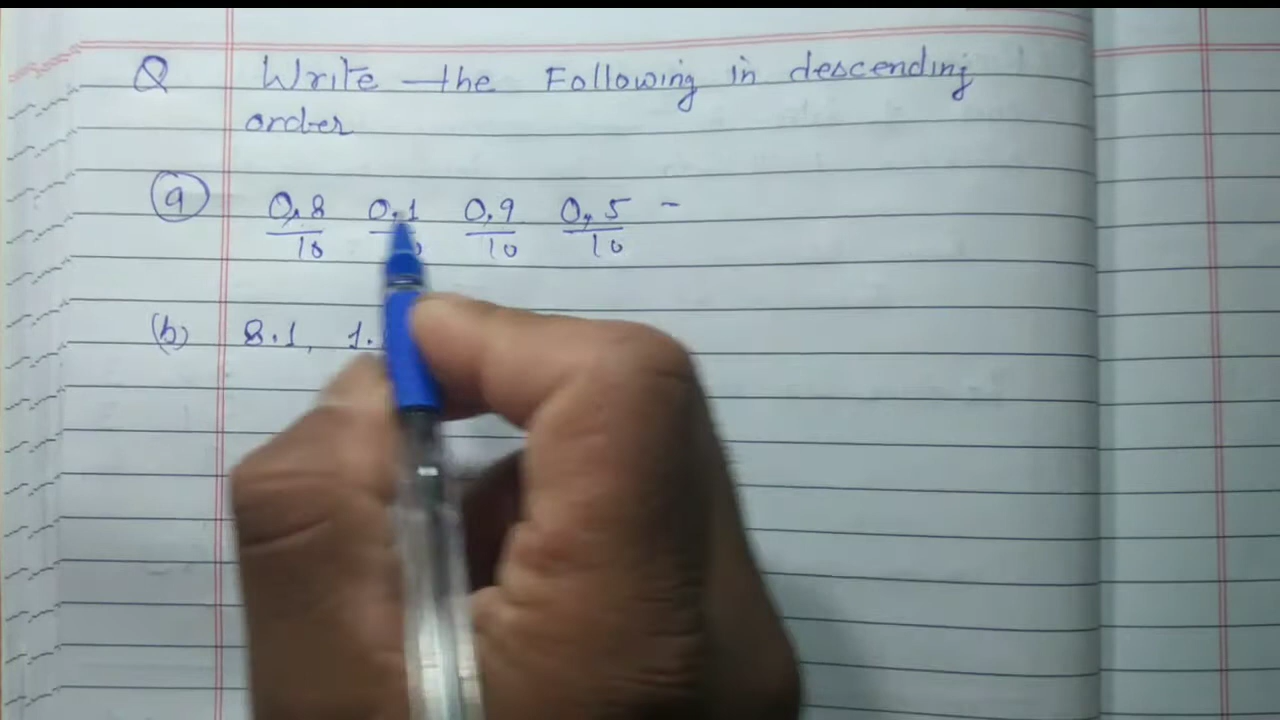 Q Write the Following in descending
order
(a) 0.8 0.1 0.9 0.5 -
10 10 10
(b) 8.1, 1.